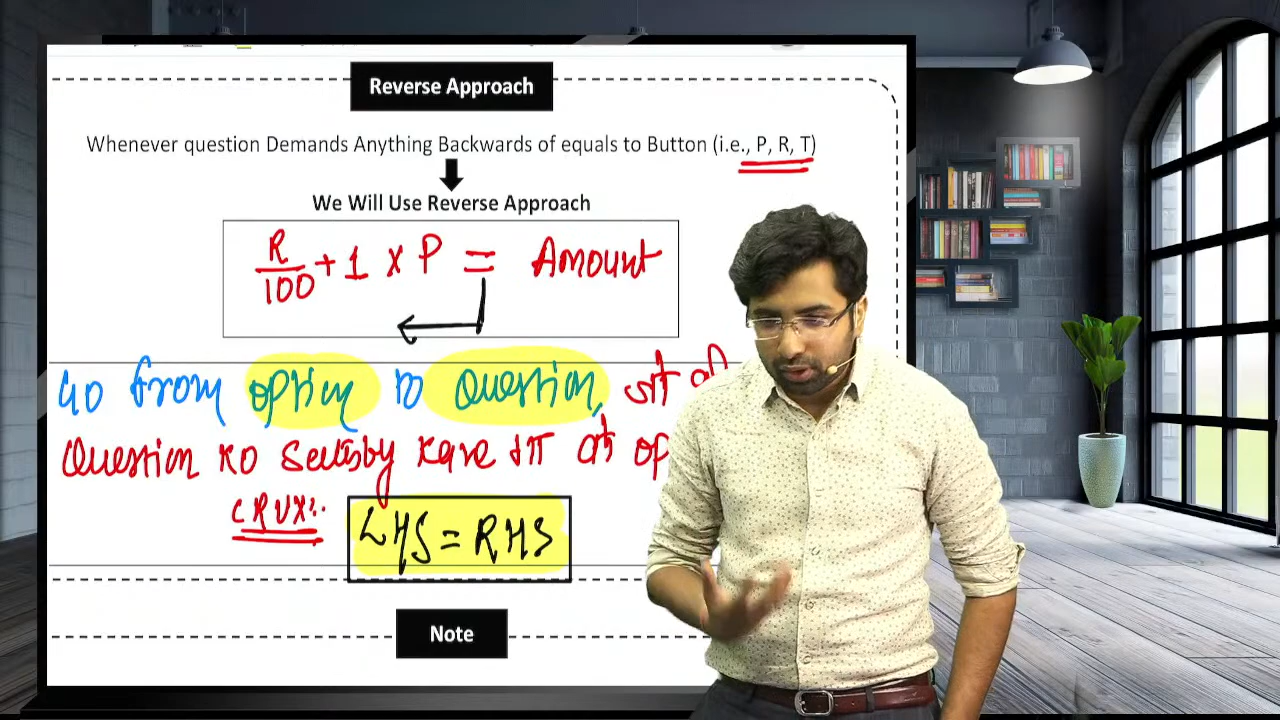 Reverse Approach
Whenever question Demands Anything Backwards of equals to Button (i.e., P, R, T)
We Will Use Reverse Approach
R/100 + 1 x P = Amount
Go from option to Question,
Question ko satisfy kare
CRUX:.
LHS = RHS
Note